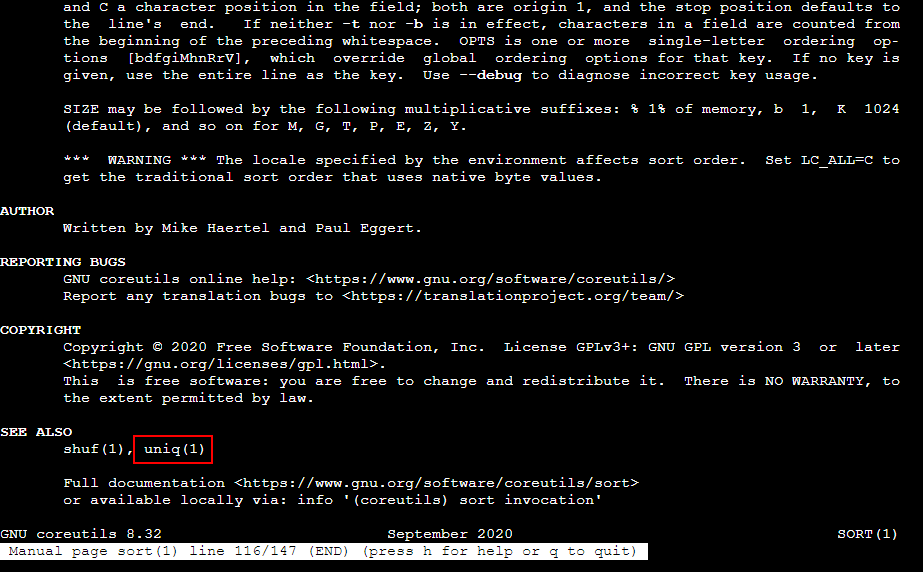 and C a character position in the field; both are origin 1, and the stop position defaults to
the line's end. If neither -t nor -b is in effect, characters in a field are counted from
the beginning of the preceding whitespace. OPTS is one or more single-letter ordering op-
tions [bdfgiMhnRrV], which override global ordering options for that key. If no key is
given, use the entire line as the key. Use --debug to diagnose incorrect key usage.
SIZE may be followed by the following multiplicative suffixes: % 1% of memory, b 1, K 1024
(default), and so on for M, G, T, P, E, Z, Y.
*** WARNING *** The locale specified by the environment affects sort order. Set LC_ALL=C to
get the traditional sort order that uses native byte values.
AUTHOR
Written by Mike Haertel and Paul Eggert.
REPORTING BUGS
GNU coreutils online help: <https://www.gnu.org/software/coreutils/>
Report any translation bugs to <https://translationproject.org/team/>
COPYRIGHT
Copyright © 2020 Free Software Foundation, Inc. License GPLv3+: GNU GPL version 3 or later
<https://gnu.org/licenses/gpl.html>.
This is free software: you are free to change and redistribute it. There is NO WARRANTY, to
the extent permitted by law.
SEE ALSO
shuf(1), uniq(1)
Full documentation <https://www.gnu.org/software/coreutils/sort>
or available locally via: info '(coreutils) sort invocation'
GNU coreutils 8.32 September 2020 SORT(1)
Manual page sort(1) line 116/147 (END) (press h for help or q to quit)